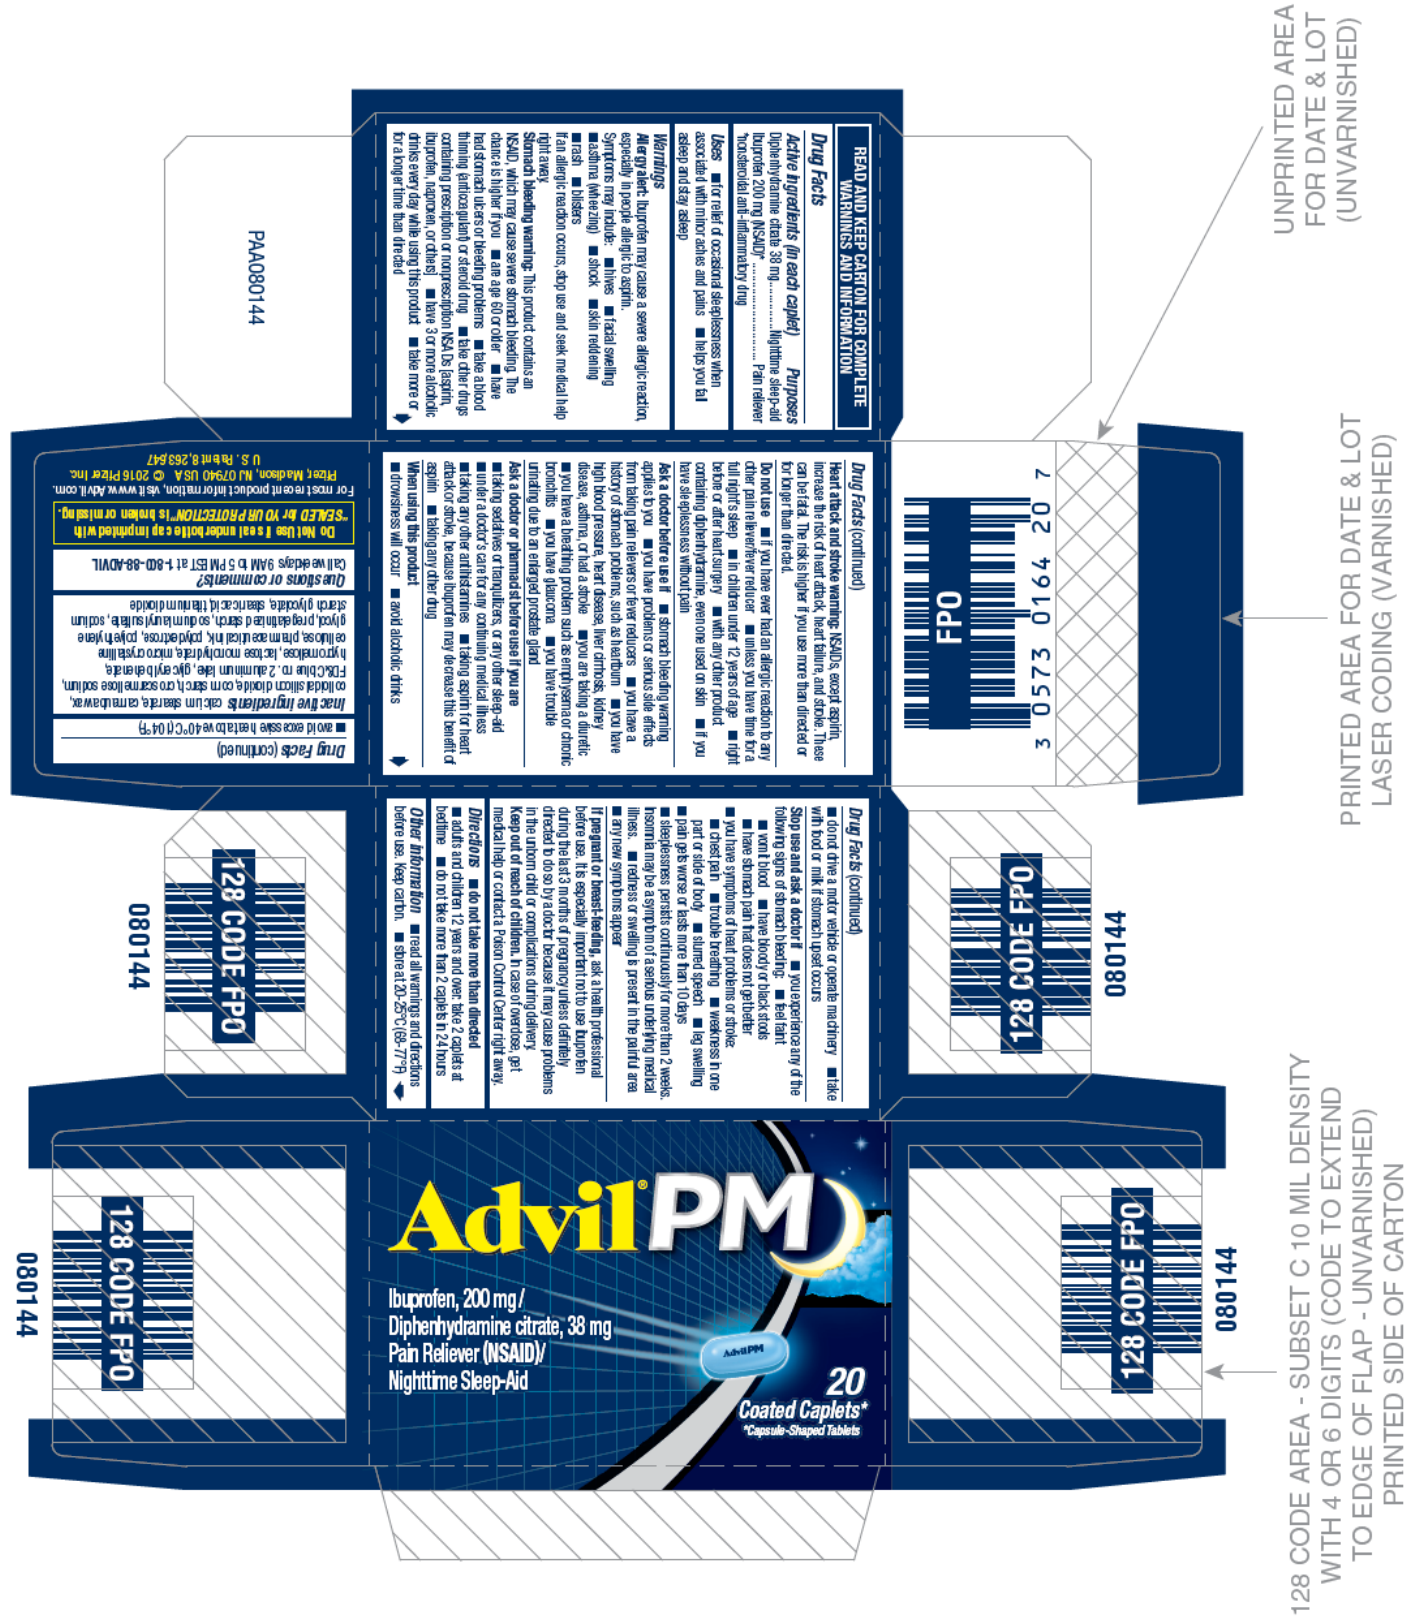 READ AND KEEP CARTON FOR COMPLETE
WARNINGS AND INFORMATION
Drug Facts
Active ingredients (in each caplet) Purposes
Diphenhydramine citrate 38 mg..................Nighttime sleep-aid
Ibuprofen 200 mg (NSAID)* .......................... Pain reliever
*nonsteroidal anti-inflammatory drug
Uses ■ for relief of occasional sleeplessness when
associated with minor aches and pains ■ helps you fall
asleep and stay asleep
Warnings
Allergy alert: Ibuprofen may cause a severe allergic reaction,
especially in people allergic to aspirin.
Symptoms may include: ■ hives ■ facial swelling
■ asthma (wheezing) ■ shock ■ skin reddening
■ rash ■ blisters
If an allergic reaction occurs, stop use and seek medical help
right away.
Stomach bleeding warning: This product contains an
NSAID, which may cause severe stomach bleeding. The
chance is higher if you ■ are age 60 or older ■ have
had stomach ulcers or bleeding problems ■ take a blood
thinning (anticoagulant) or steroid drug ■ take other drugs
containing prescription or nonprescription NSAIDs [aspirin,
ibuprofen, naproxen, or others] ■ have 3 or more alcoholic
drinks every day while using this product ■ take more or
for a longer time than directed
PAA080144
Drug Facts (continued)
Heart attack and stroke warning: NSAIDs, except aspirin,
increase the risk of heart attack, heart failure, and stroke. These
can be fatal. The risk is higher if you use more than directed or
for longer than directed.
Do not use ■ if you have ever had an allergic reaction to any
other pain reliever/fever reducer ■ unless you have time for a
full night's sleep ■ in children under 12 years of age ■ right
before or after heart surgery ■ with any other product
containing diphenhydramine, even one used on skin ■ if you
have sleeplessness without pain
Ask a doctor before use if ■ stomach bleeding warning
applies to you ■ you have problems or serious side effects
from taking pain relievers or fever reducers ■ you have a
history of stomach problems, such as heartburn ■ you have
high blood pressure, heart disease, liver cirrhosis, kidney
disease, asthma, or had a stroke ■ you are taking a diuretic
■ you have a breathing problem such as emphysema or chronic
bronchitis ■ you have glaucoma ■ you have trouble
urinating due to an enlarged prostate gland
Ask a doctor or pharmacist before use if you are
■ taking sedatives or tranquilizers, or any other sleep-aid
■ under a doctor's care for any continuing medical illness
■ taking any other antihistamines ■ taking aspirin for heart
attack or stroke, because ibuprofen may decrease this benefit of
aspirin ■ taking any other drug
When using this product
■ drowsiness will occur ■ avoid alcoholic drinks
Drug Facts (continued)
■ do not drive a motor vehicle or operate machinery ■ take
with food or milk if stomach upset occurs
Stop use and ask a doctor if ■ you experience any of the
following signs of stomach bleeding: ■ feel faint
■ vomit blood ■ have bloody or black stools
■ have stomach pain that does not get better
■ you have symptoms of heart problems or stroke:
■ chest pain ■ trouble breathing ■ weakness in one
part or side of body ■ slurred speech ■ leg swelling
■ pain gets worse or lasts more than 10 days
■ sleeplessness persists continuously for more than 2 weeks.
Insomnia may be a symptom of a serious underlying medical
illness. ■ redness or swelling is present in the painful area
■ any new symptoms appear
If pregnant or breast-feeding, ask a health professional
before use. It is especially important not to use ibuprofen
during the last 3 months of pregnancy unless definitely
directed to do so by a doctor because it may cause problems
in the unborn child or complications during delivery.
Keep out of reach of children. In case of overdose, get
medical help or contact a Poison Control Center right away.
Directions ■ do not take more than directed
■ adults and children 12 years and over: take 2 caplets at
bedtime ■ do not take more than 2 caplets in 24 hours
Other information ■ read all warnings and directions
before use. Keep carton. ■ store at 20-25°C (68-77°F)
Drug Facts (continued)
■ avoid excessive heat above 40°C (104°F)
Inactive ingredients calcium stearate, carnauba wax,
colloidal silicon dioxide, corn starch, croscarmellose sodium,
FD&C blue no. 2 aluminum lake, glyceryl behenate,
hypromellose, lactose monohydrate, microcrystalline
cellulose, pharmaceutical ink, polydextrose, polyethylene
glycol, pregelatinized starch, sodium lauryl sulfate, sodium
starch glycolate, stearic acid, titanium dioxide
Questions or comments?
Call weekdays 9AM to 5 PM EST at 1-800-88-ADVIL
Do Not Use if seal under bottle cap imprinted with
"SEALED for YOUR PROTECTION" is broken or missing.
For most recent product information, visit www.Advil.com.
Pfizer, Madison, NJ 07940 USA © 2016 Pfizer Inc.
U.S. Patent 8,263,647
FPO
3 0573 0164 20 7
128 CODE FPO
080144
128 CODE FPO
080144
128 CODE FPO
080144
128 CODE FPO
080144
Advil® PM
Ibuprofen, 200 mg /
Diphenhydramine citrate, 38 mg
Pain Reliever (NSAID)/
Nighttime Sleep-Aid
Advil PM
20
Coated Caplets*
*Capsule-Shaped Tablets
UNPRINTED AREA
FOR DATE & LOT
(UNVARNISHED)
PRINTED AREA FOR DATE & LOT
LASER CODING (VARNISHED)
128 CODE AREA - SUBSET C 10 MIL DENSITY
WITH 4 OR 6 DIGITS (CODE TO EXTEND
TO EDGE OF FLAP - UNVARNISHED)
PRINTED SIDE OF CARTON